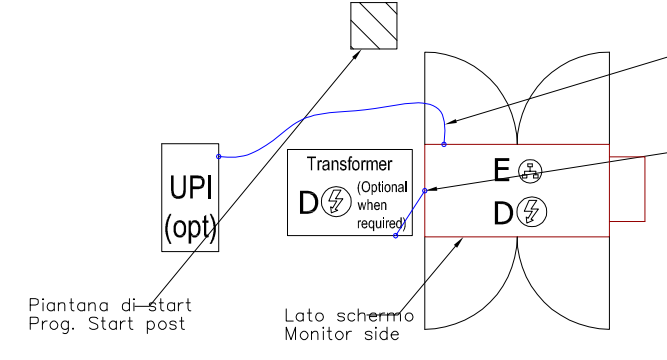 UPI
(opt)
Transformer
D
(Optional
when
required)
E
D
Piantana di start
Prog. Start post
Lato schermo
Monitor side